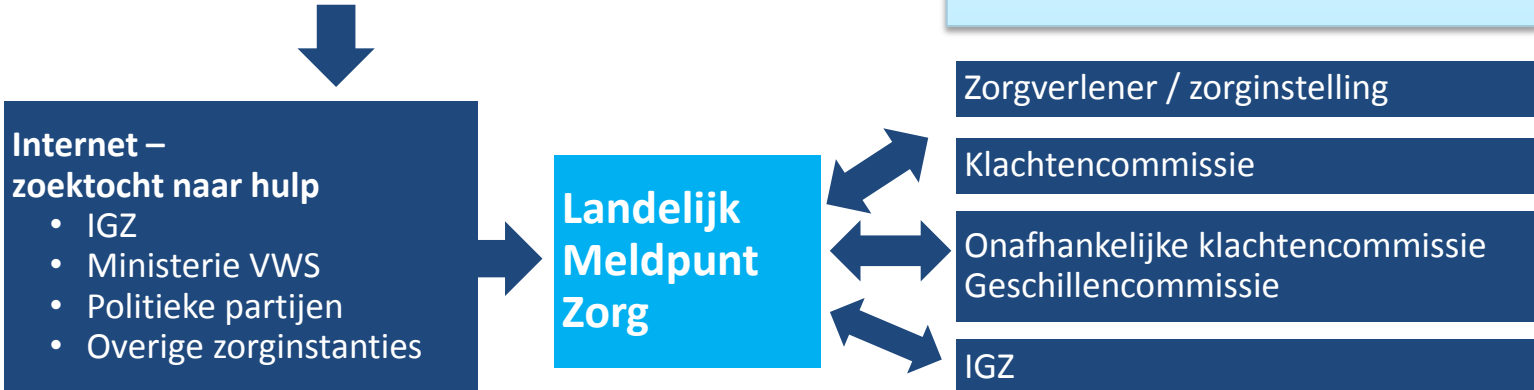 Internet –
zoektocht naar hulp
• IGZ
• Ministerie VWS
• Politieke partijen
• Overige zorginstanties
Landelijk
Meldpunt
Zorg
Zorgverlener / zorginstelling
Klachtencommissie
Onafhankelijke klachtencommissie
Geschillencommissie
IGZ